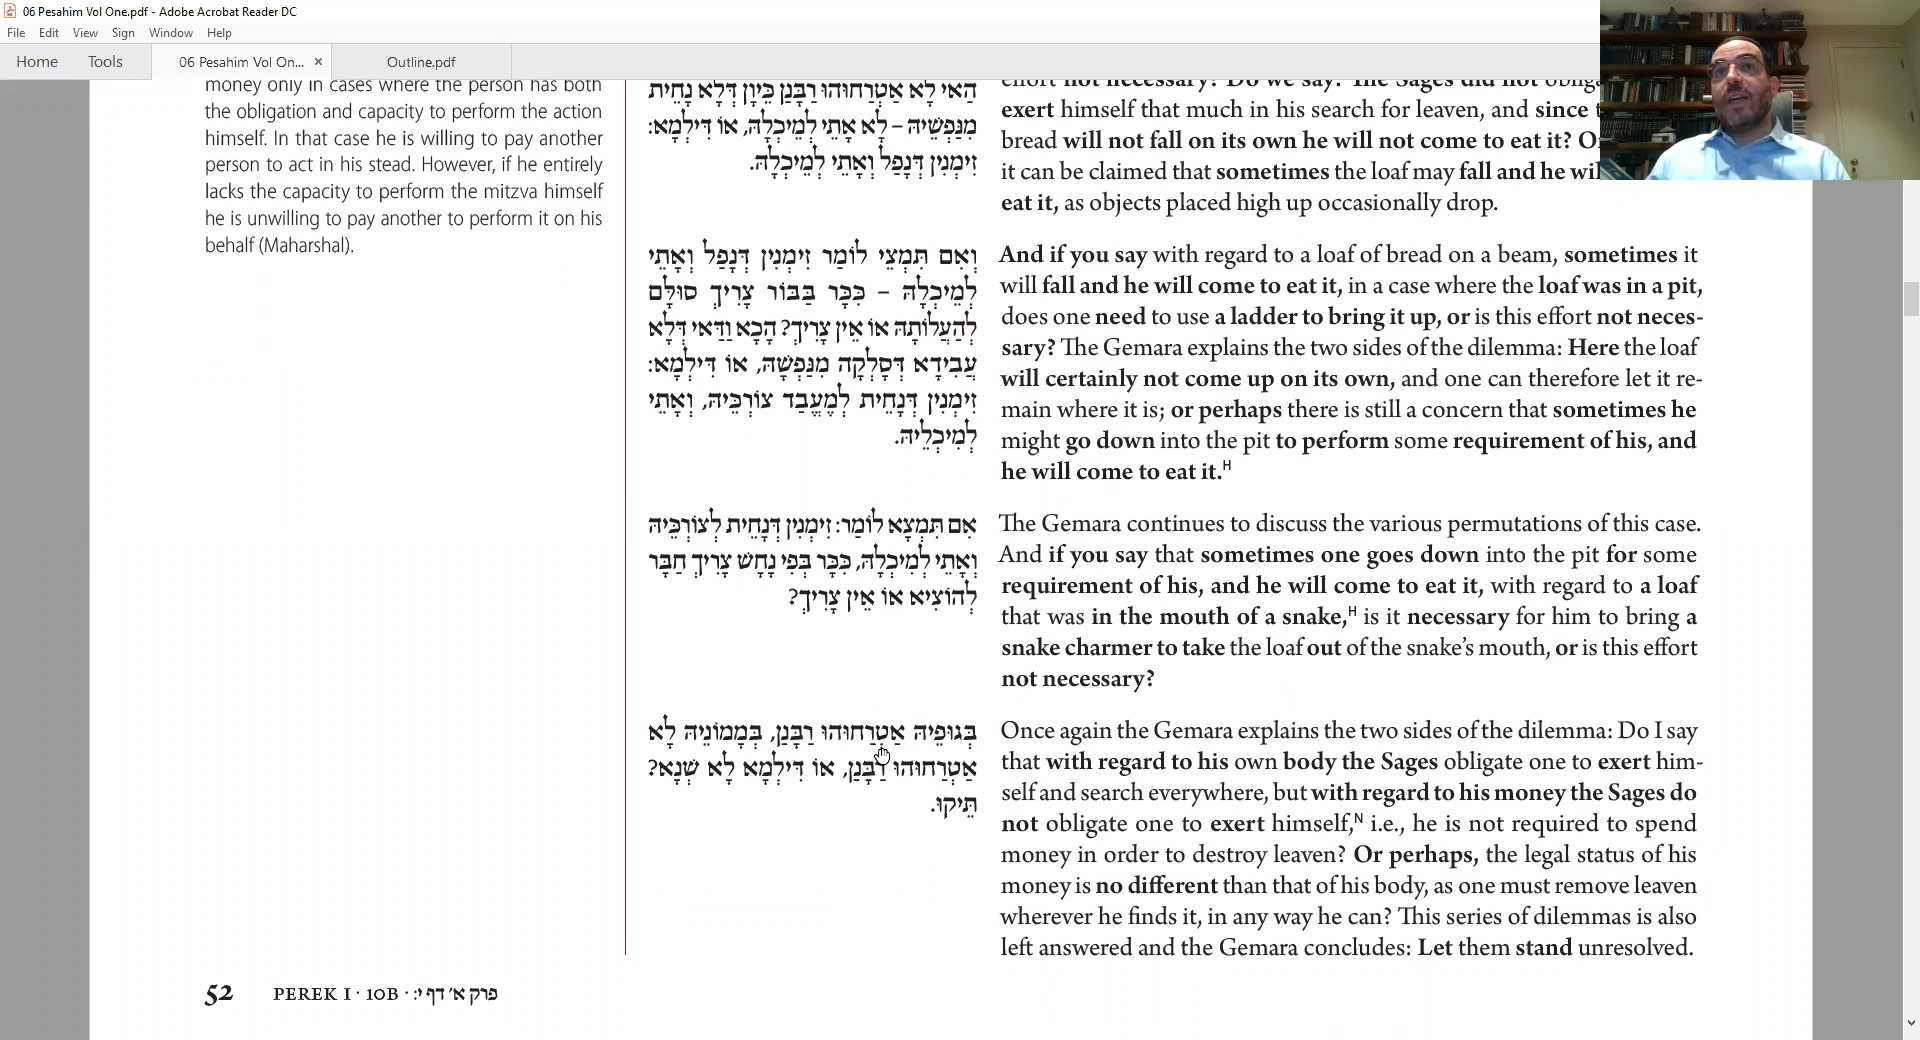 06 Pesahim Vol One.pdf - Adobe Acrobat Reader DC
File Edit View Sign Window Help
Home Tools 06 Pesahim Vol On... × Outline.pdf
money only in cases where the person has both
the obligation and capacity to perform the action
himself. In that case he is willing to pay another
person to act in his stead. However, if he entirely
lacks the capacity to perform the mitzva himself
he is unwilling to pay another to perform it on his
behalf (Maharshal).
הַאי לָא אַטְרְחוּהוּ רַבָּנַן כֵּיוָן דְּלָא נָחֵית
מִנַּפְשֵׁיהּ – לָא אָתֵי לְמֵיכְלָהּ, אוֹ דִּילְמָא:
זִימְנִין דְּנָפֵל וְאָתֵי לְמֵיכְלָהּ.
וְאִם תִּמְצֵי לוֹמַר זִימְנִין דְּנָפַל וְאָתֵי
לְמֵיכְלָהּ – כִּכָּר בַּבּוֹר צָרִיךְ סוּלָּם
לְהַעֲלוֹתָהּ אוֹ אֵין צָרִיךְ? הָכָא וַדַּאי דְּלָא
עֲבִידָא דְּסָלְקָה מִנַּפְשָׁהּ, אוֹ דִּילְמָא:
זִימְנִין דְּנָחֵית לְמֶעֱבַד צוֹרְכֵּיהּ, וְאָתֵי
לְמִיכְלֵיהּ.
אִם תִּמְצָא לוֹמַר: זִימְנִין דְּנָחֵית לְצוֹרְכֵּיהּ
וְאָתֵי לְמִיכְלָהּ, כִּכָּר בְּפִי נָחָשׁ צָרִיךְ חַבָּר
לְהוֹצִיא אוֹ אֵין צָרִיךְ?
בְּגוּפֵיהּ אַטְרְחוּהוּ רַבָּנַן, בְּמָמוֹנֵיהּ לָא
אַטְרְחוּהוּ רַבָּנַן, אוֹ דִּילְמָא לָא שְׁנָא?
תֵּיקוּ.
effort not necessary? Do we say: The Sages did not
exert himself that much in his search for leaven, and since
bread will not fall on its own he will not come to eat it?
it can be claimed that sometimes the loaf may fall and he
eat it, as objects placed high up occasionally drop.
And if you say with regard to a loaf of bread on a beam, sometimes it
will fall and he will come to eat it, in a case where the loaf was in a pit,
does one need to use a ladder to bring it up, or is this effort not neces-
sary? The Gemara explains the two sides of the dilemma: Here the loaf
will certainly not come up on its own, and one can therefore let it re-
main where it is; or perhaps there is still a concern that sometimes he
might go down into the pit to perform some requirement of his, and
he will come to eat it.H
The Gemara continues to discuss the various permutations of this case.
And if you say that sometimes one goes down into the pit for some
requirement of his, and he will come to eat it, with regard to a loaf
that was in the mouth of a snake,H is it necessary for him to bring a
snake charmer to take the loaf out of the snake's mouth, or is this effort
not necessary?
Once again the Gemara explains the two sides of the dilemma: Do I say
that with regard to his own body the Sages obligate one to exert him-
self and search everywhere, but with regard to his money the Sages do
not obligate one to exert himself,N i.e., he is not required to spend
money in order to destroy leaven? Or perhaps, the legal status of his
money is no different than that of his body, as one must remove leaven
wherever he finds it, in any way he can? This series of dilemmas is also
left answered and the Gemara concludes: Let them stand unresolved.
52 PEREK I · 10B · פרק א׳ דף י: